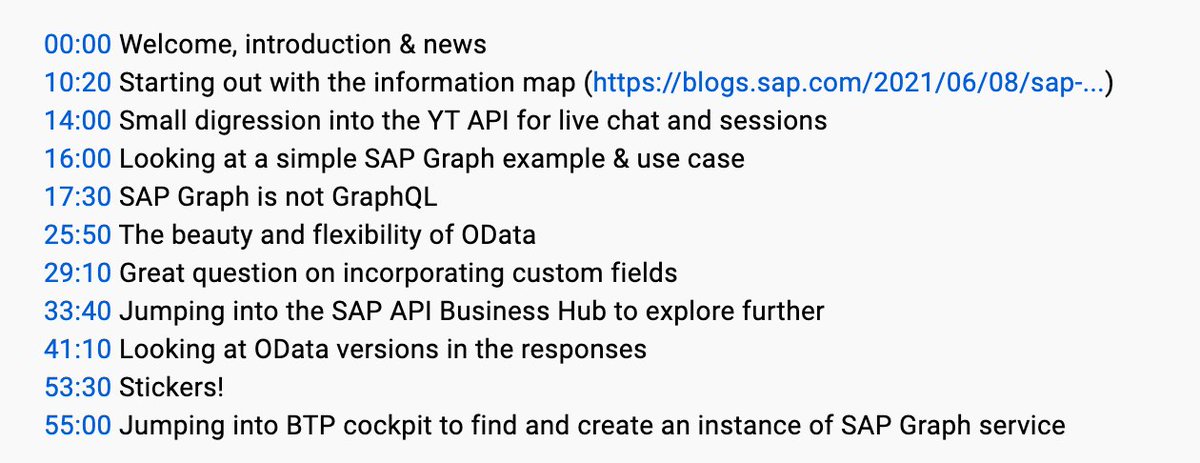 00:00 Welcome, introduction & news
10:20 Starting out with the information map (https://blogs.sap.com/2021/06/08/sap-...)
14:00 Small digression into the YT API for live chat and sessions
16:00 Looking at a simple SAP Graph example & use case
17:30 SAP Graph is not GraphQL
25:50 The beauty and flexibility of OData
29:10 Great question on incorporating custom fields
33:40 Jumping into the SAP API Business Hub to explore further
41:10 Looking at OData versions in the responses
53:30 Stickers!
55:00 Jumping into BTP cockpit to find and create an instance of SAP Graph service